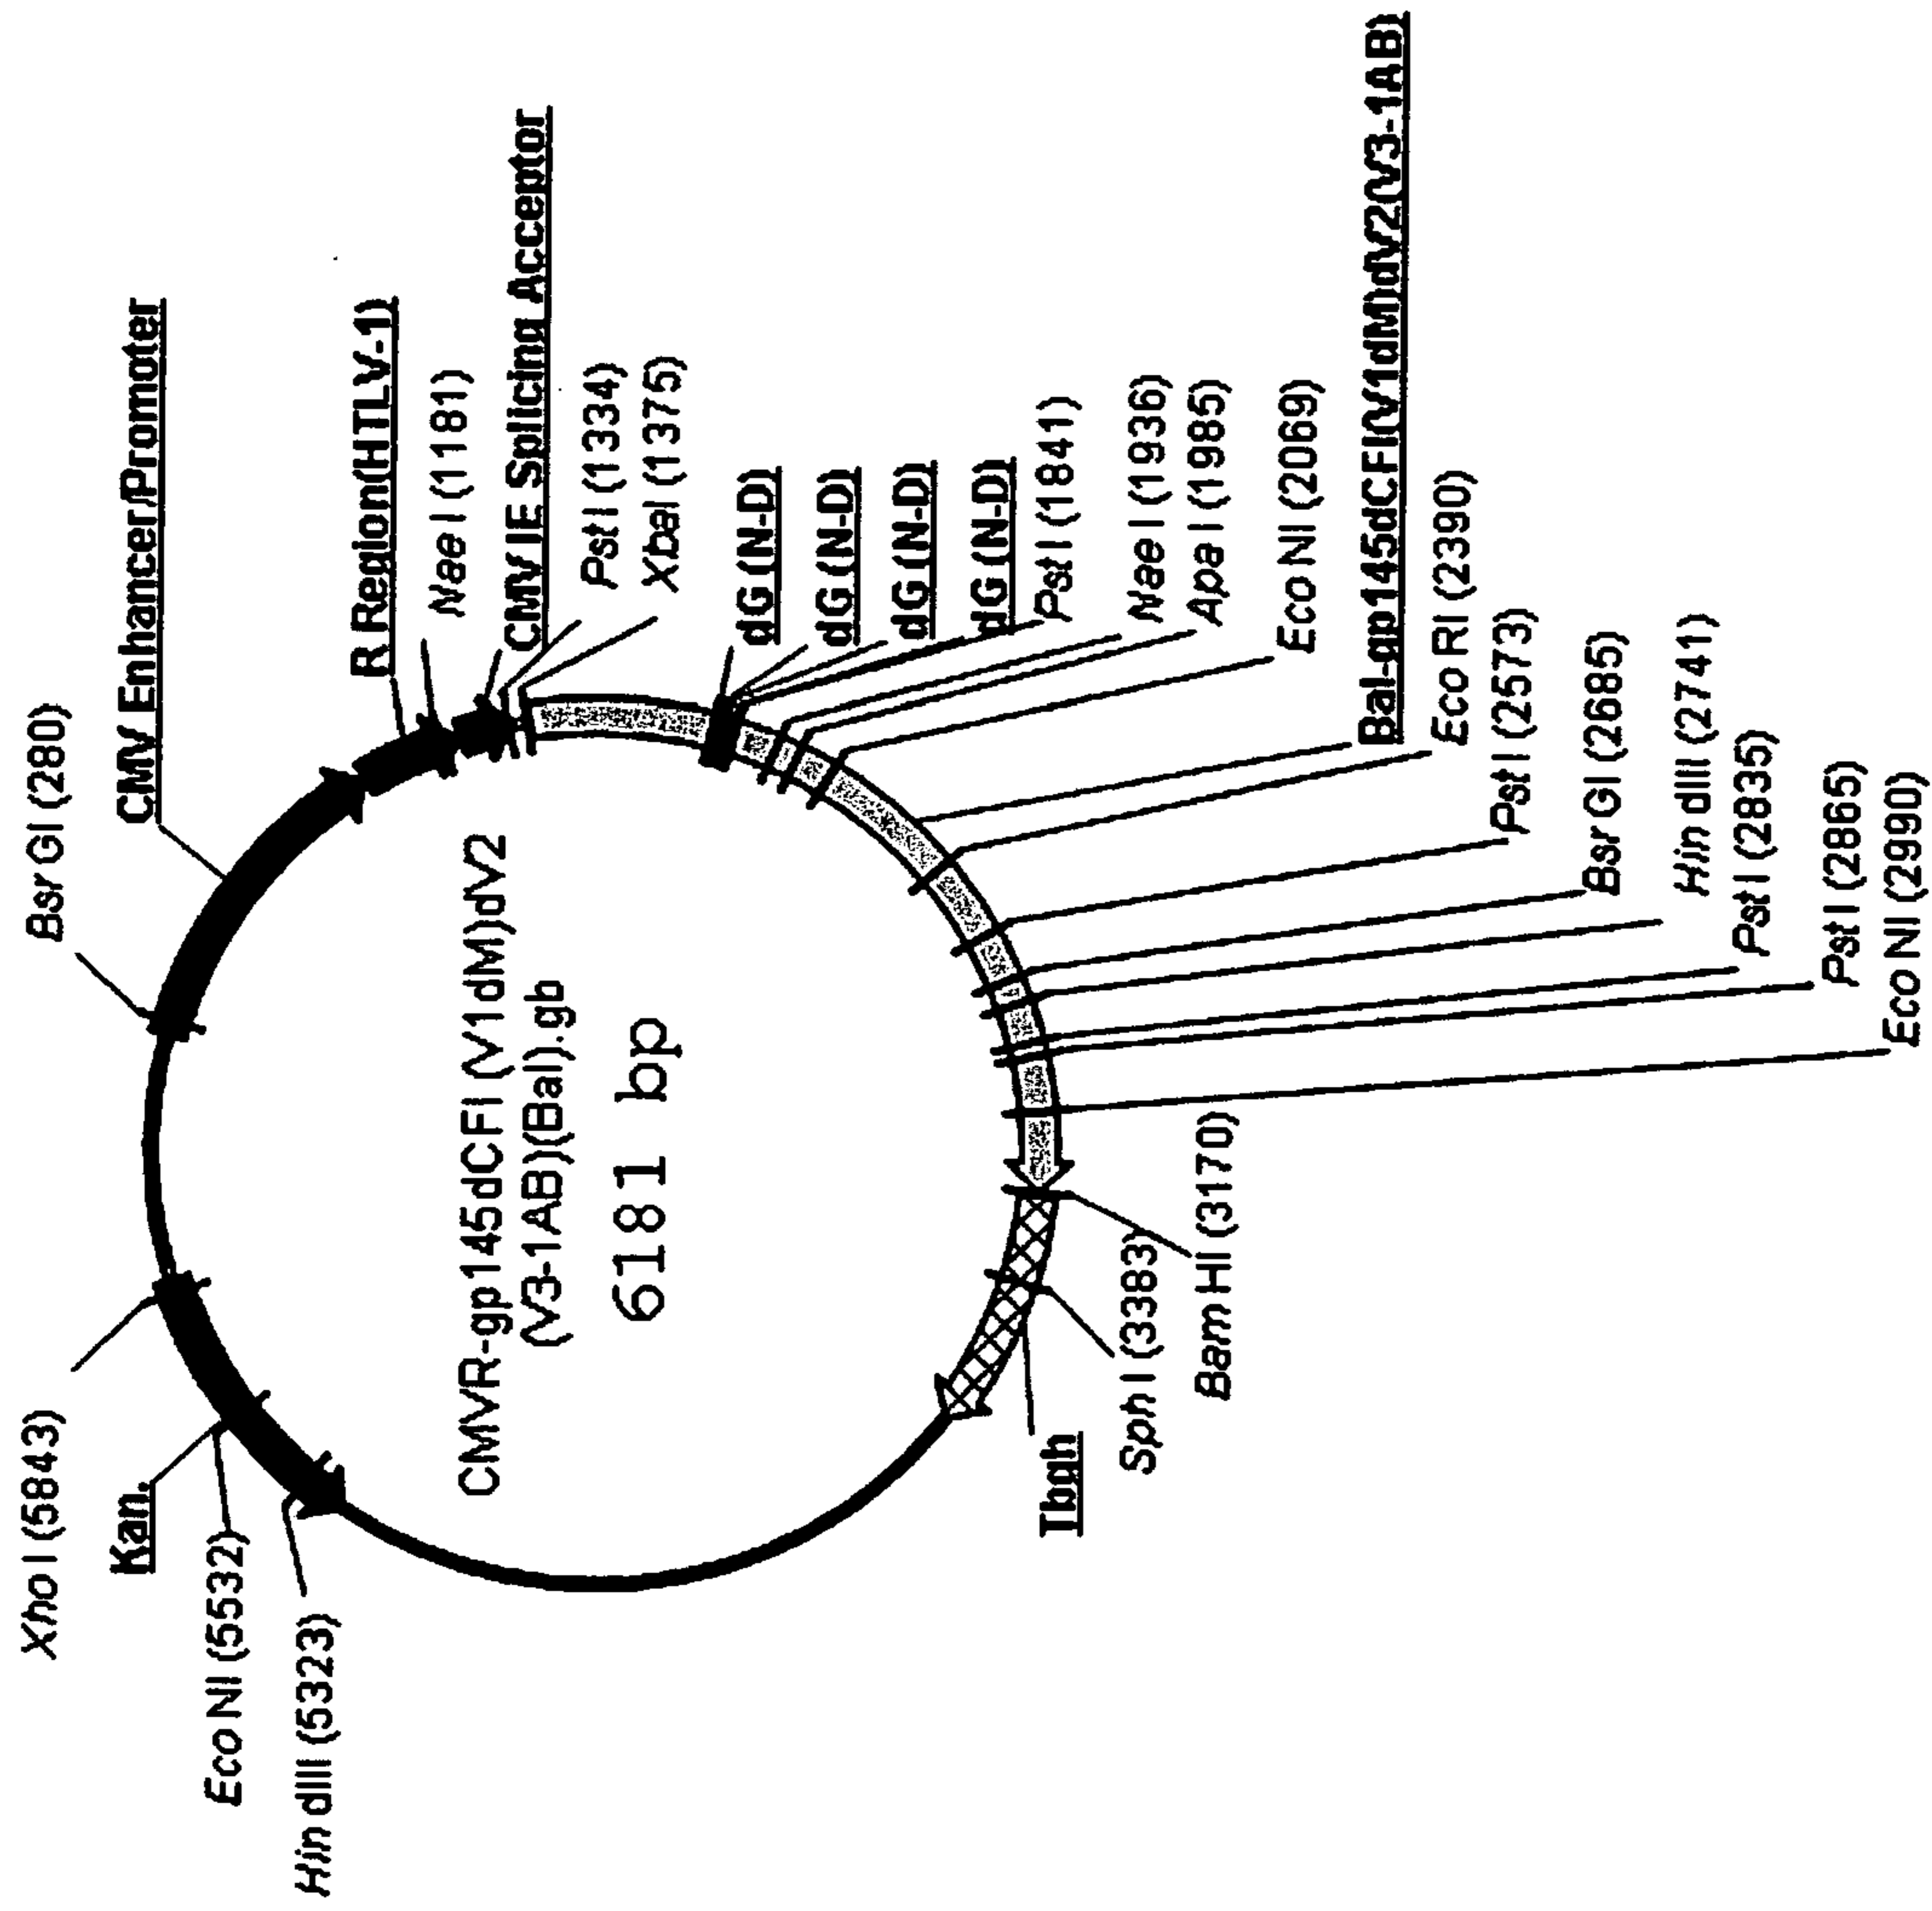 Bsr GI (280)
CMV Enhancer/Promoter
R Region(HTLV-1)
Nae I (1181)
CMV IE Splicing Acceptor
Pst I (1334)
Xba I (1375)
dG (N-D)
dG (N-D)
dG (N-D)
dG (N-D)
Pst I (1841)
Nae I (1936)
Apa I (1985)
Eco NI (2069)
Bal-gp145dCFI(V1dM)dV2(V3-1AB)
Eco RI (2390)
Pst I (2573)
Bsr GI (2685)
Hin dIII (2741)
Pst I (2835)
Pst I (2865)
Eco NI (2990)
Bam HI (3170)
Sph I (3383)
Tbgh
Hin dIII (5323)
Eco NI (5532)
Kan.
Xho I (5843)
CMVR-gp145dCFI (V1dM)dV2
(V3-1AB)(Bal).gb
6181 bp